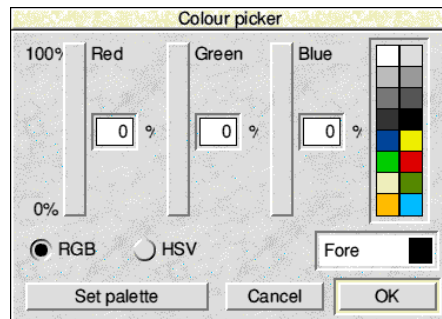 Colour picker
100% Red Green Blue
0 % 0 % 0 %
0%
RGB HSV Fore
Set palette Cancel OK